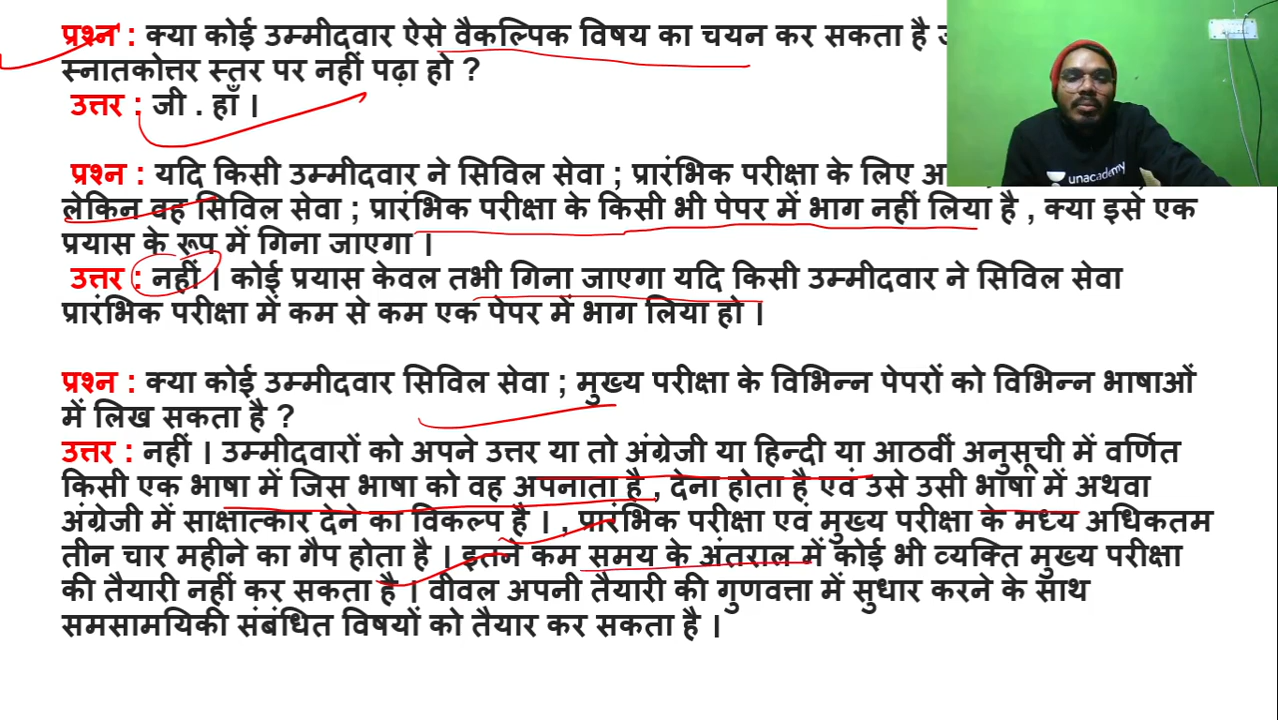 प्रश्न : क्या कोई उम्मीदवार ऐसे वैकल्पिक विषय का चयन कर सकता है
स्नातकोत्तर स्तर पर नहीं पढ़ा हो ?
उत्तर : जी . हाँ ।
प्रश्न : यदि किसी उम्मीदवार ने सिविल सेवा ; प्रारंभिक परीक्षा के लिए
लेकिन वह सिविल सेवा ; प्रारंभिक परीक्षा के किसी भी पेपर में भाग नहीं लिया है , क्या इसे एक
प्रयास के रूप में गिना जाएगा ।
उत्तर : नहीं । कोई प्रयास केवल तभी गिना जाएगा यदि किसी उम्मीदवार ने सिविल सेवा
प्रारंभिक परीक्षा में कम से कम एक पेपर में भाग लिया हो ।
प्रश्न : क्या कोई उम्मीदवार सिविल सेवा ; मुख्य परीक्षा के विभिन्न पेपरों को विभिन्न भाषाओं
में लिख सकता है ?
उत्तर : नहीं । उम्मीदवारों को अपने उत्तर या तो अंग्रेजी या हिन्दी या आठवीं अनुसूची में वर्णित
किसी एक भाषा में जिस भाषा को वह अपनाता है , देना होता है एवं उसे उसी भाषा में अथवा
अंग्रेजी में साक्षात्कार देने का विकल्प है । , प्रारंभिक परीक्षा एवं मुख्य परीक्षा के मध्य अधिकतम
तीन चार महीने का गैप होता है । इतने कम समय के अंतराल में कोई भी व्यक्ति मुख्य परीक्षा
की तैयारी नहीं कर सकता है । वीवल अपनी तैयारी की गुणवत्ता में सुधार करने के साथ
समसामयिकी संबंधित विषयों को तैयार कर सकता है ।
unacademy